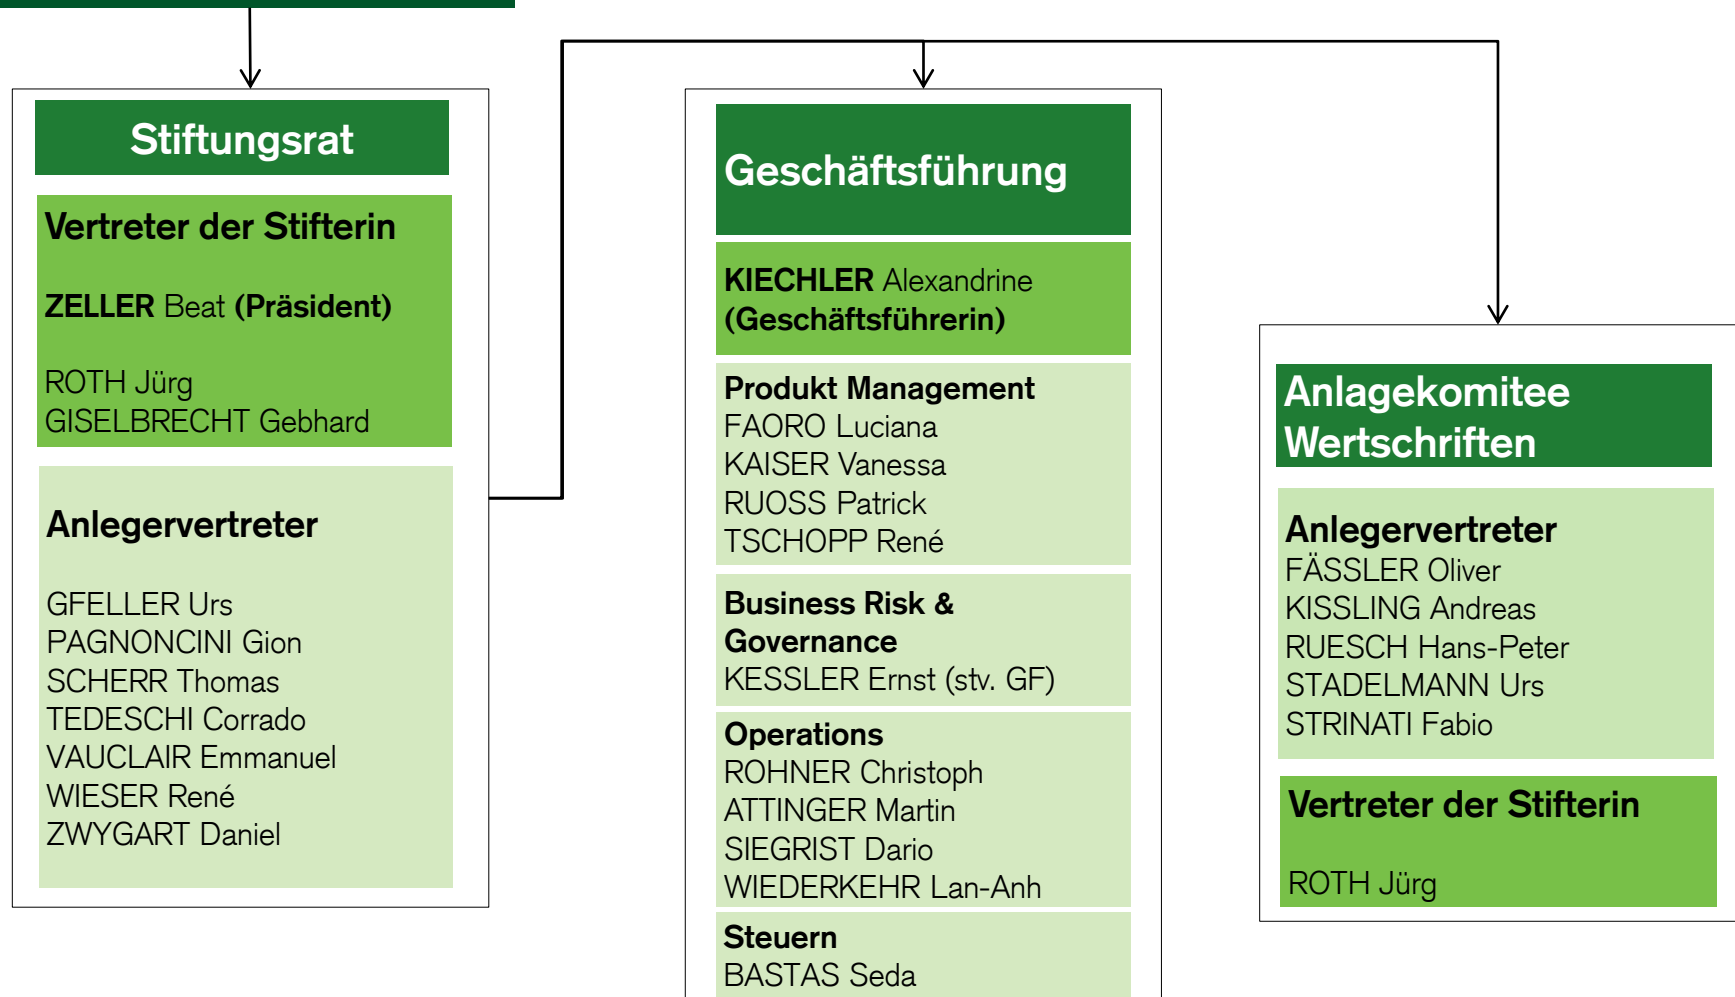 Stiftungsrat
Vertreter der Stifterin
ZELLER Beat (Präsident)
ROTH Jürg
GISELBRECHT Gebhard
Anlegervertreter
GFELLER Urs
PAGNONCINI Gion
SCHERR Thomas
TEDESCHI Corrado
VAUCLAIR Emmanuel
WIESER René
ZWYGART Daniel
Geschäftsführung
KIECHLER Alexandrine
(Geschäftsführerin)
Produkt Management
FAORO Luciana
KAISER Vanessa
RUOSS Patrick
TSCHOPP René
Business Risk &
Governance
KESSLER Ernst (stv. GF)
Operations
ROHNER Christoph
ATTINGER Martin
SIEGRIST Dario
WIEDERKEHR Lan-Anh
Steuern
BASTAS Seda
Anlagekomitee
Wertschriften
Anlegervertreter
FÄSSLER Oliver
KISSLING Andreas
RUESCH Hans-Peter
STADELMANN Urs
STRINATI Fabio
Vertreter der Stifterin
ROTH Jürg